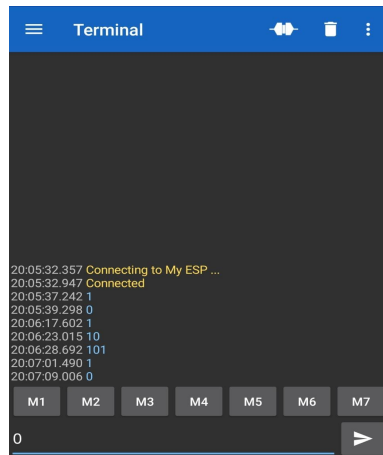 Terminal
20:05:32.357 Connecting to My ESP ...
20:05:32.947 Connected
20:05:37.242 1
20:05:39.298 0
20:06:17.602 1
20:06:23.015 10
20:06:28.692 101
20:07:01.490 1
20:07:09.006 0
M1 M2 M3 M4 M5 M6 M7
0